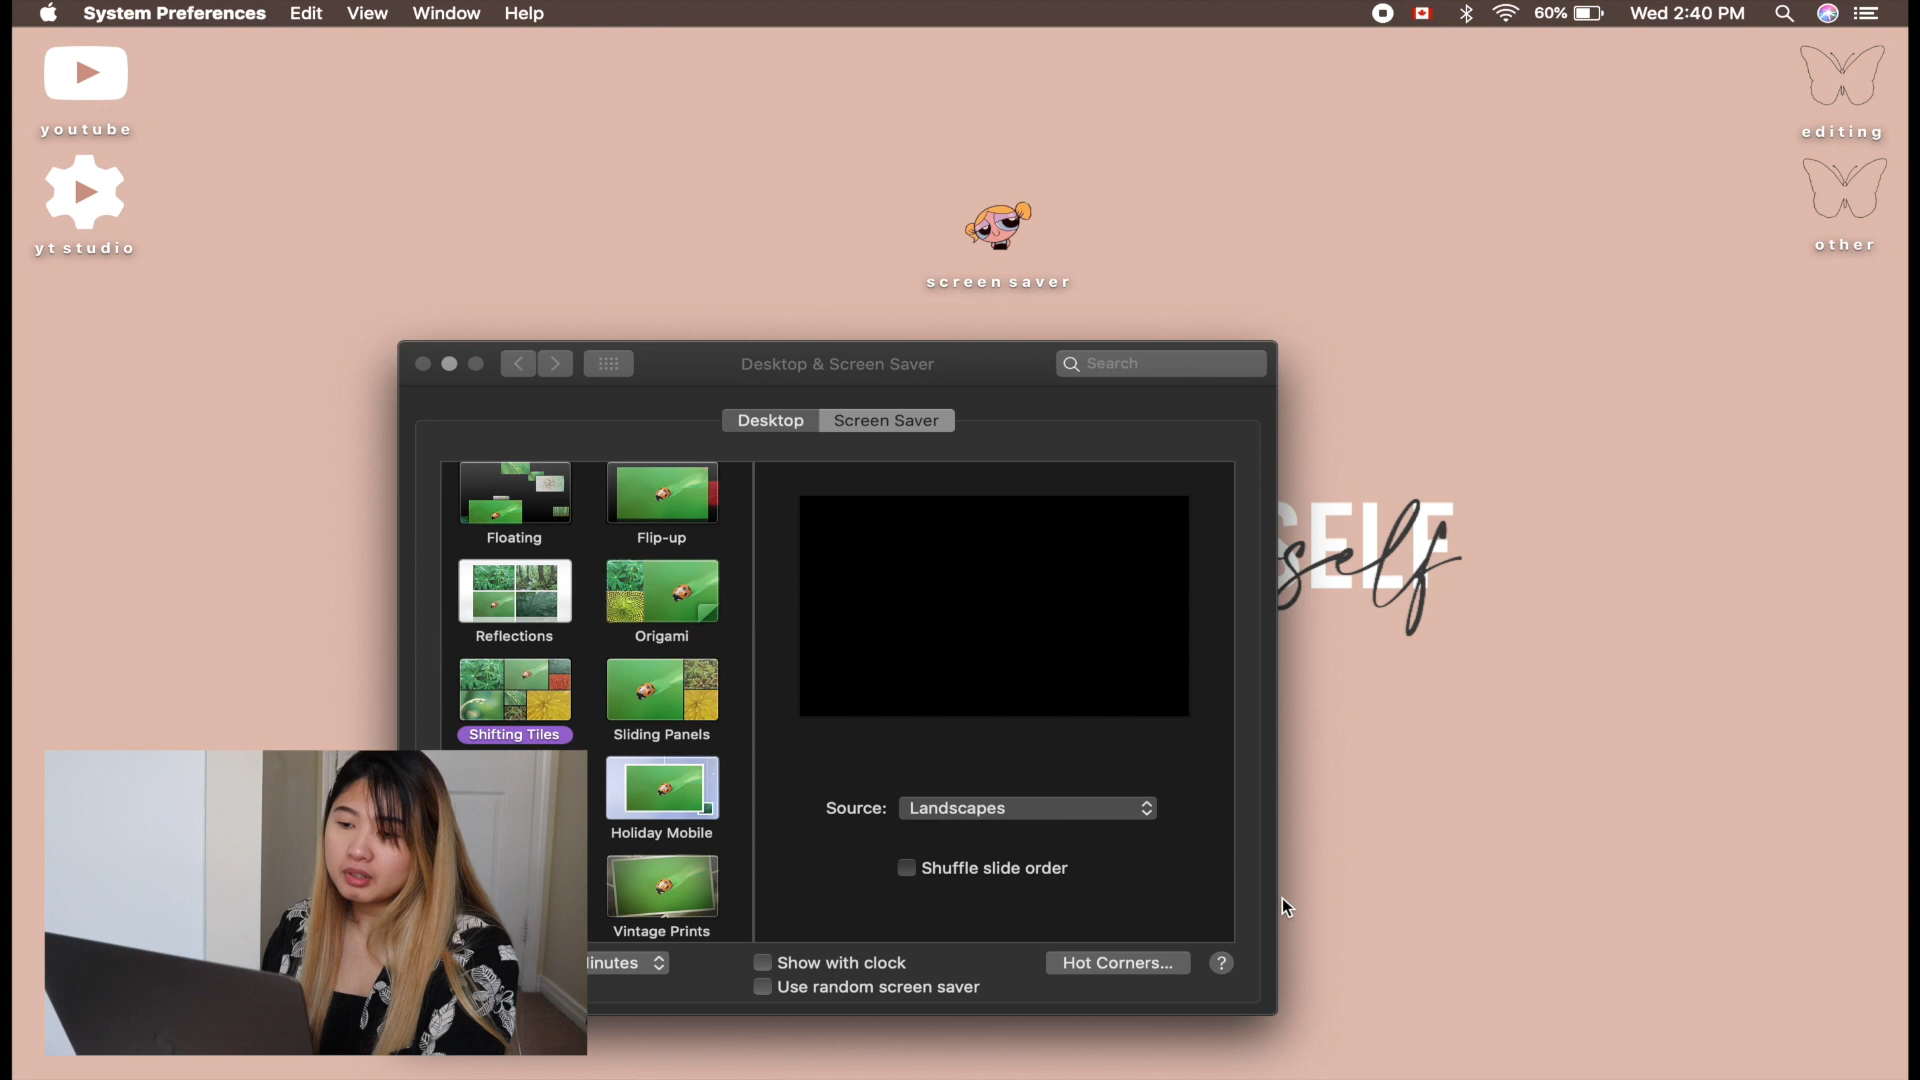 System Preferences Edit View Window Help
60% Wed 2:40 PM
youtube
yt studio
editing
other
screen saver
Desktop & Screen Saver
Search
Desktop Screen Saver
Floating
Flip-up
Reflections
Origami
Shifting Tiles
Sliding Panels
Holiday Mobile
Vintage Prints
Source: Landscapes
Shuffle slide order
Show with clock
Use random screen saver
Hot Corners...
?
SELF
self